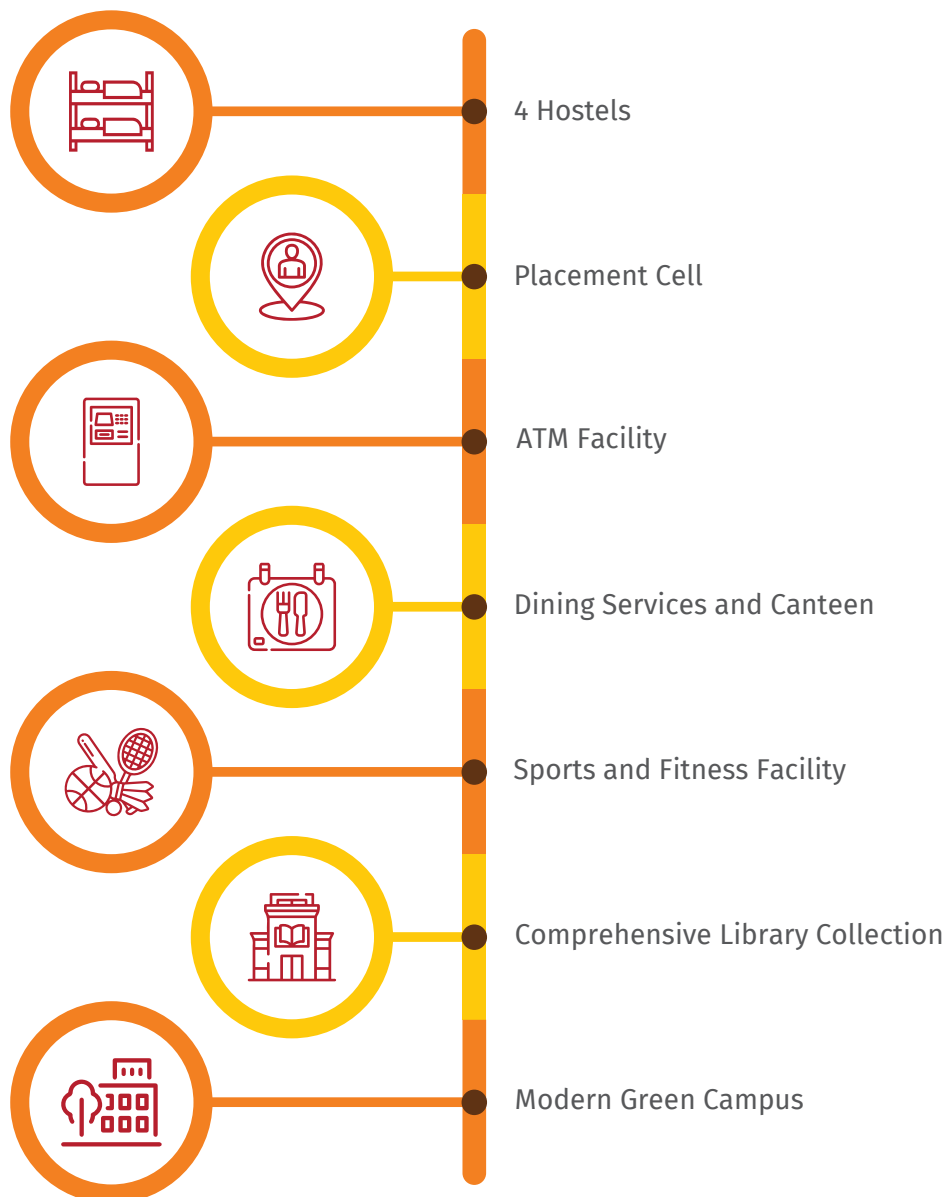 4 Hostels
Placement Cell
ATM Facility
Dining Services and Canteen
Sports and Fitness Facility
Comprehensive Library Collection
Modern Green Campus